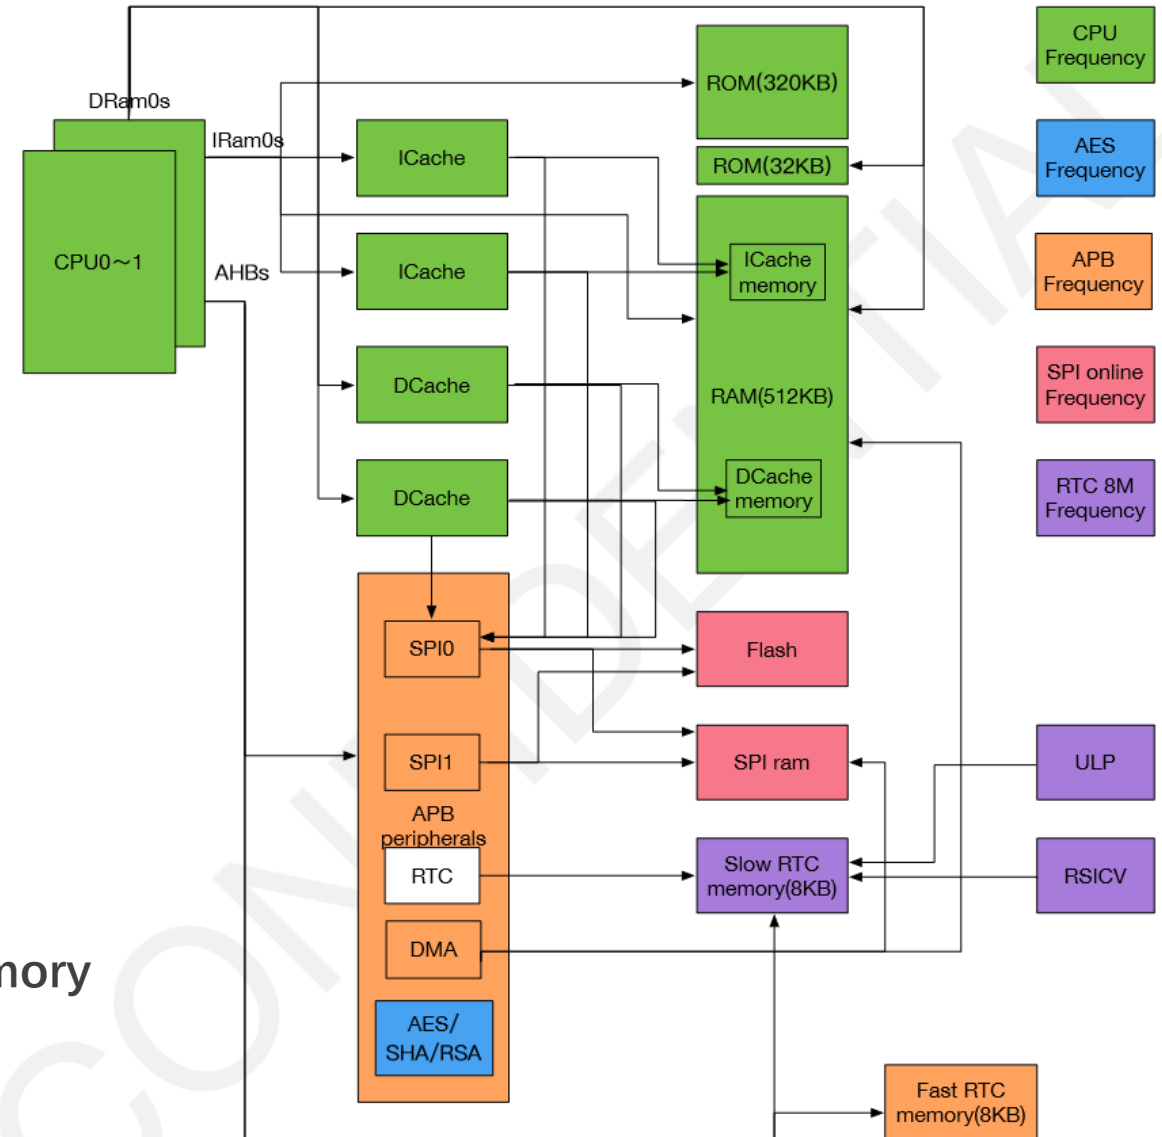 DRam0s
IRam0s
CPU0～1
AHBs
ICache
ICache
DCache
DCache
ROM(320KB)
ROM(32KB)
ICache
memory
RAM(512KB)
DCache
memory
CPU
Frequency
AES
Frequency
APB
Frequency
SPI online
Frequency
RTC 8M
Frequency
SPI0
SPI1
APB
peripherals
RTC
DMA
AES/
SHA/RSA
Flash
SPI ram
Slow RTC
memory(8KB)
ULP
RSICV
Fast RTC
memory(8KB)
mory
CONFIDENTIAL